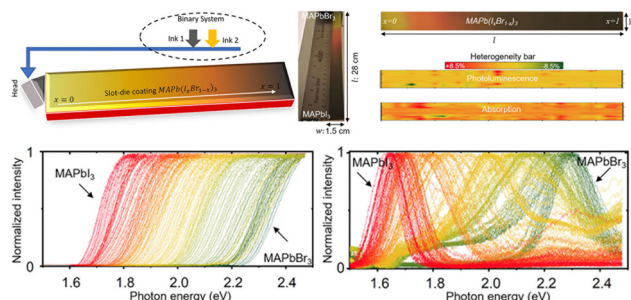 Binary System
Ink 1
Ink 2
Head
Slot-die coating MAPb(IₓBr₁₋ₓ)₃
x = 0
x = 1
MAPbBr₃
MAPbI₃
l: 28 cm
w: 1.5 cm
x=0
MAPb(IₓBr₁₋ₓ)₃
x=1
l
Heterogeneity bar
+8.5%
-8.5%
Photoluminescence
Absorption
Normalized intensity
1
0
MAPbI₃
MAPbBr₃
1.6 1.8 2.0 2.2 2.4
Photon energy (eV)
Normalized intensity
1
0
MAPbI₃
MAPbBr₃
1.6 1.8 2.0 2.2 2.4
Photon energy (eV)